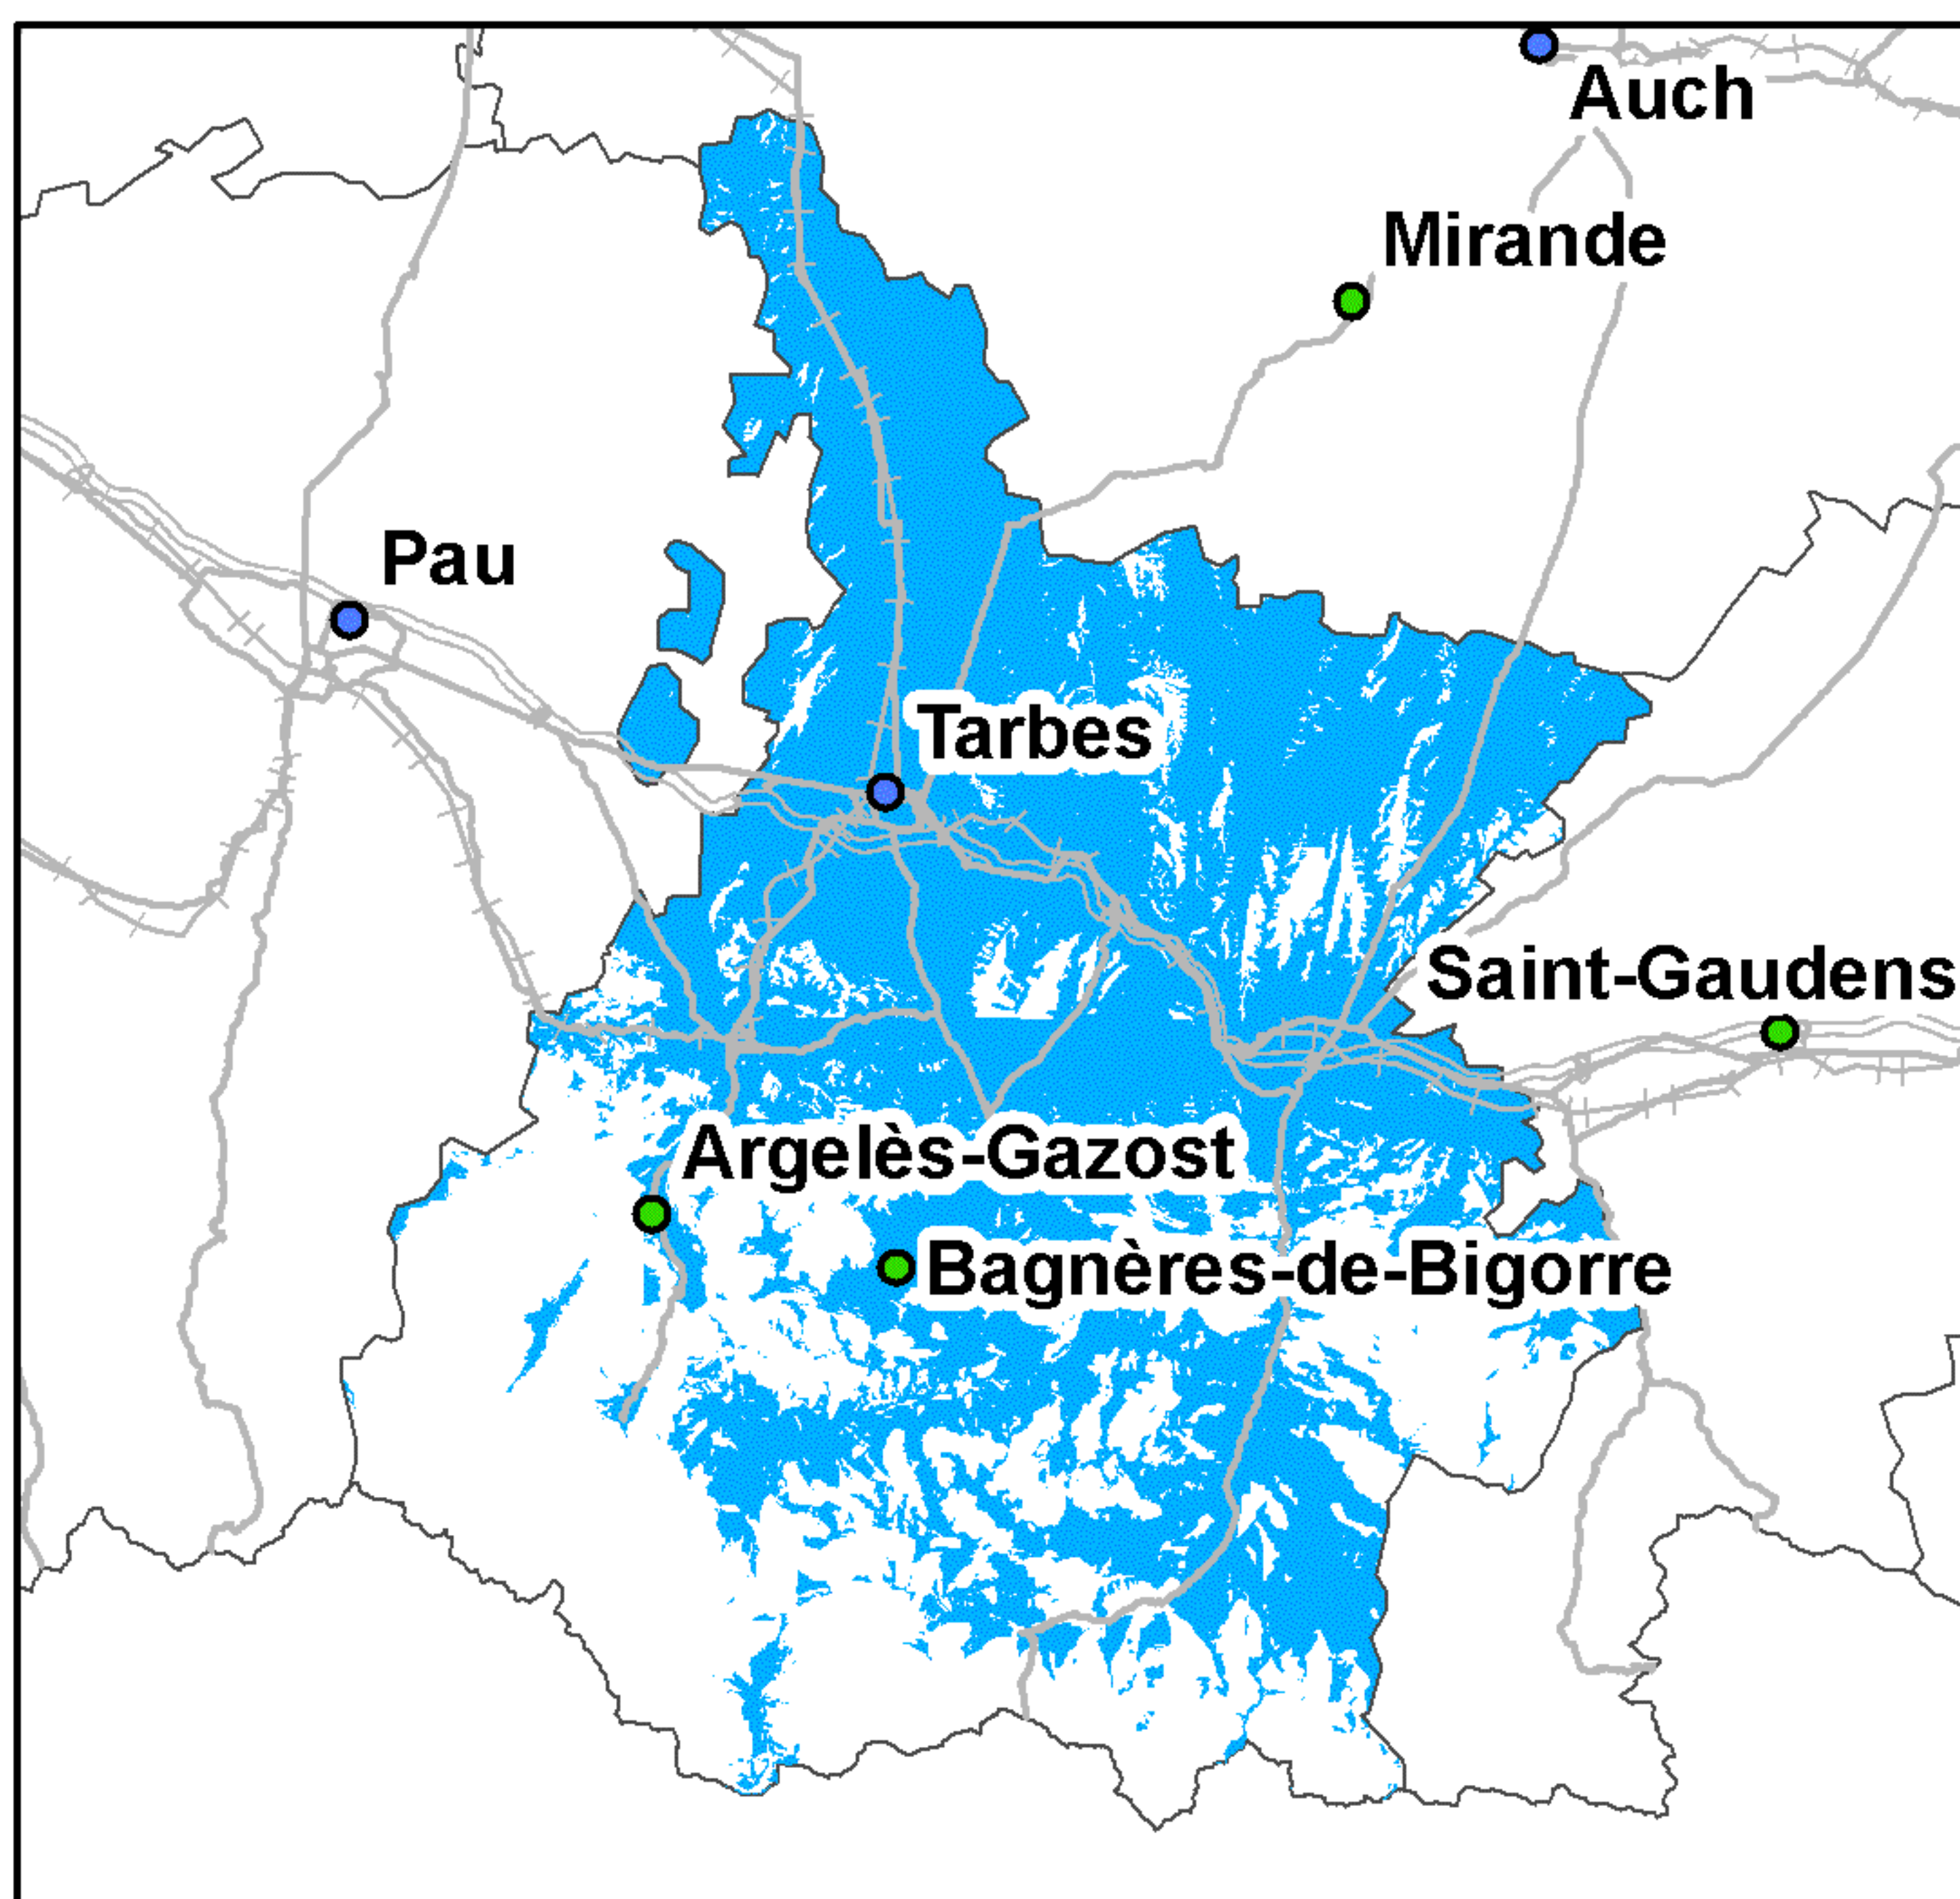 Auch
Mirande
Pau
Tarbes
Saint-Gaudens
Argelès-Gazost
Bagnères-de-Bigorre